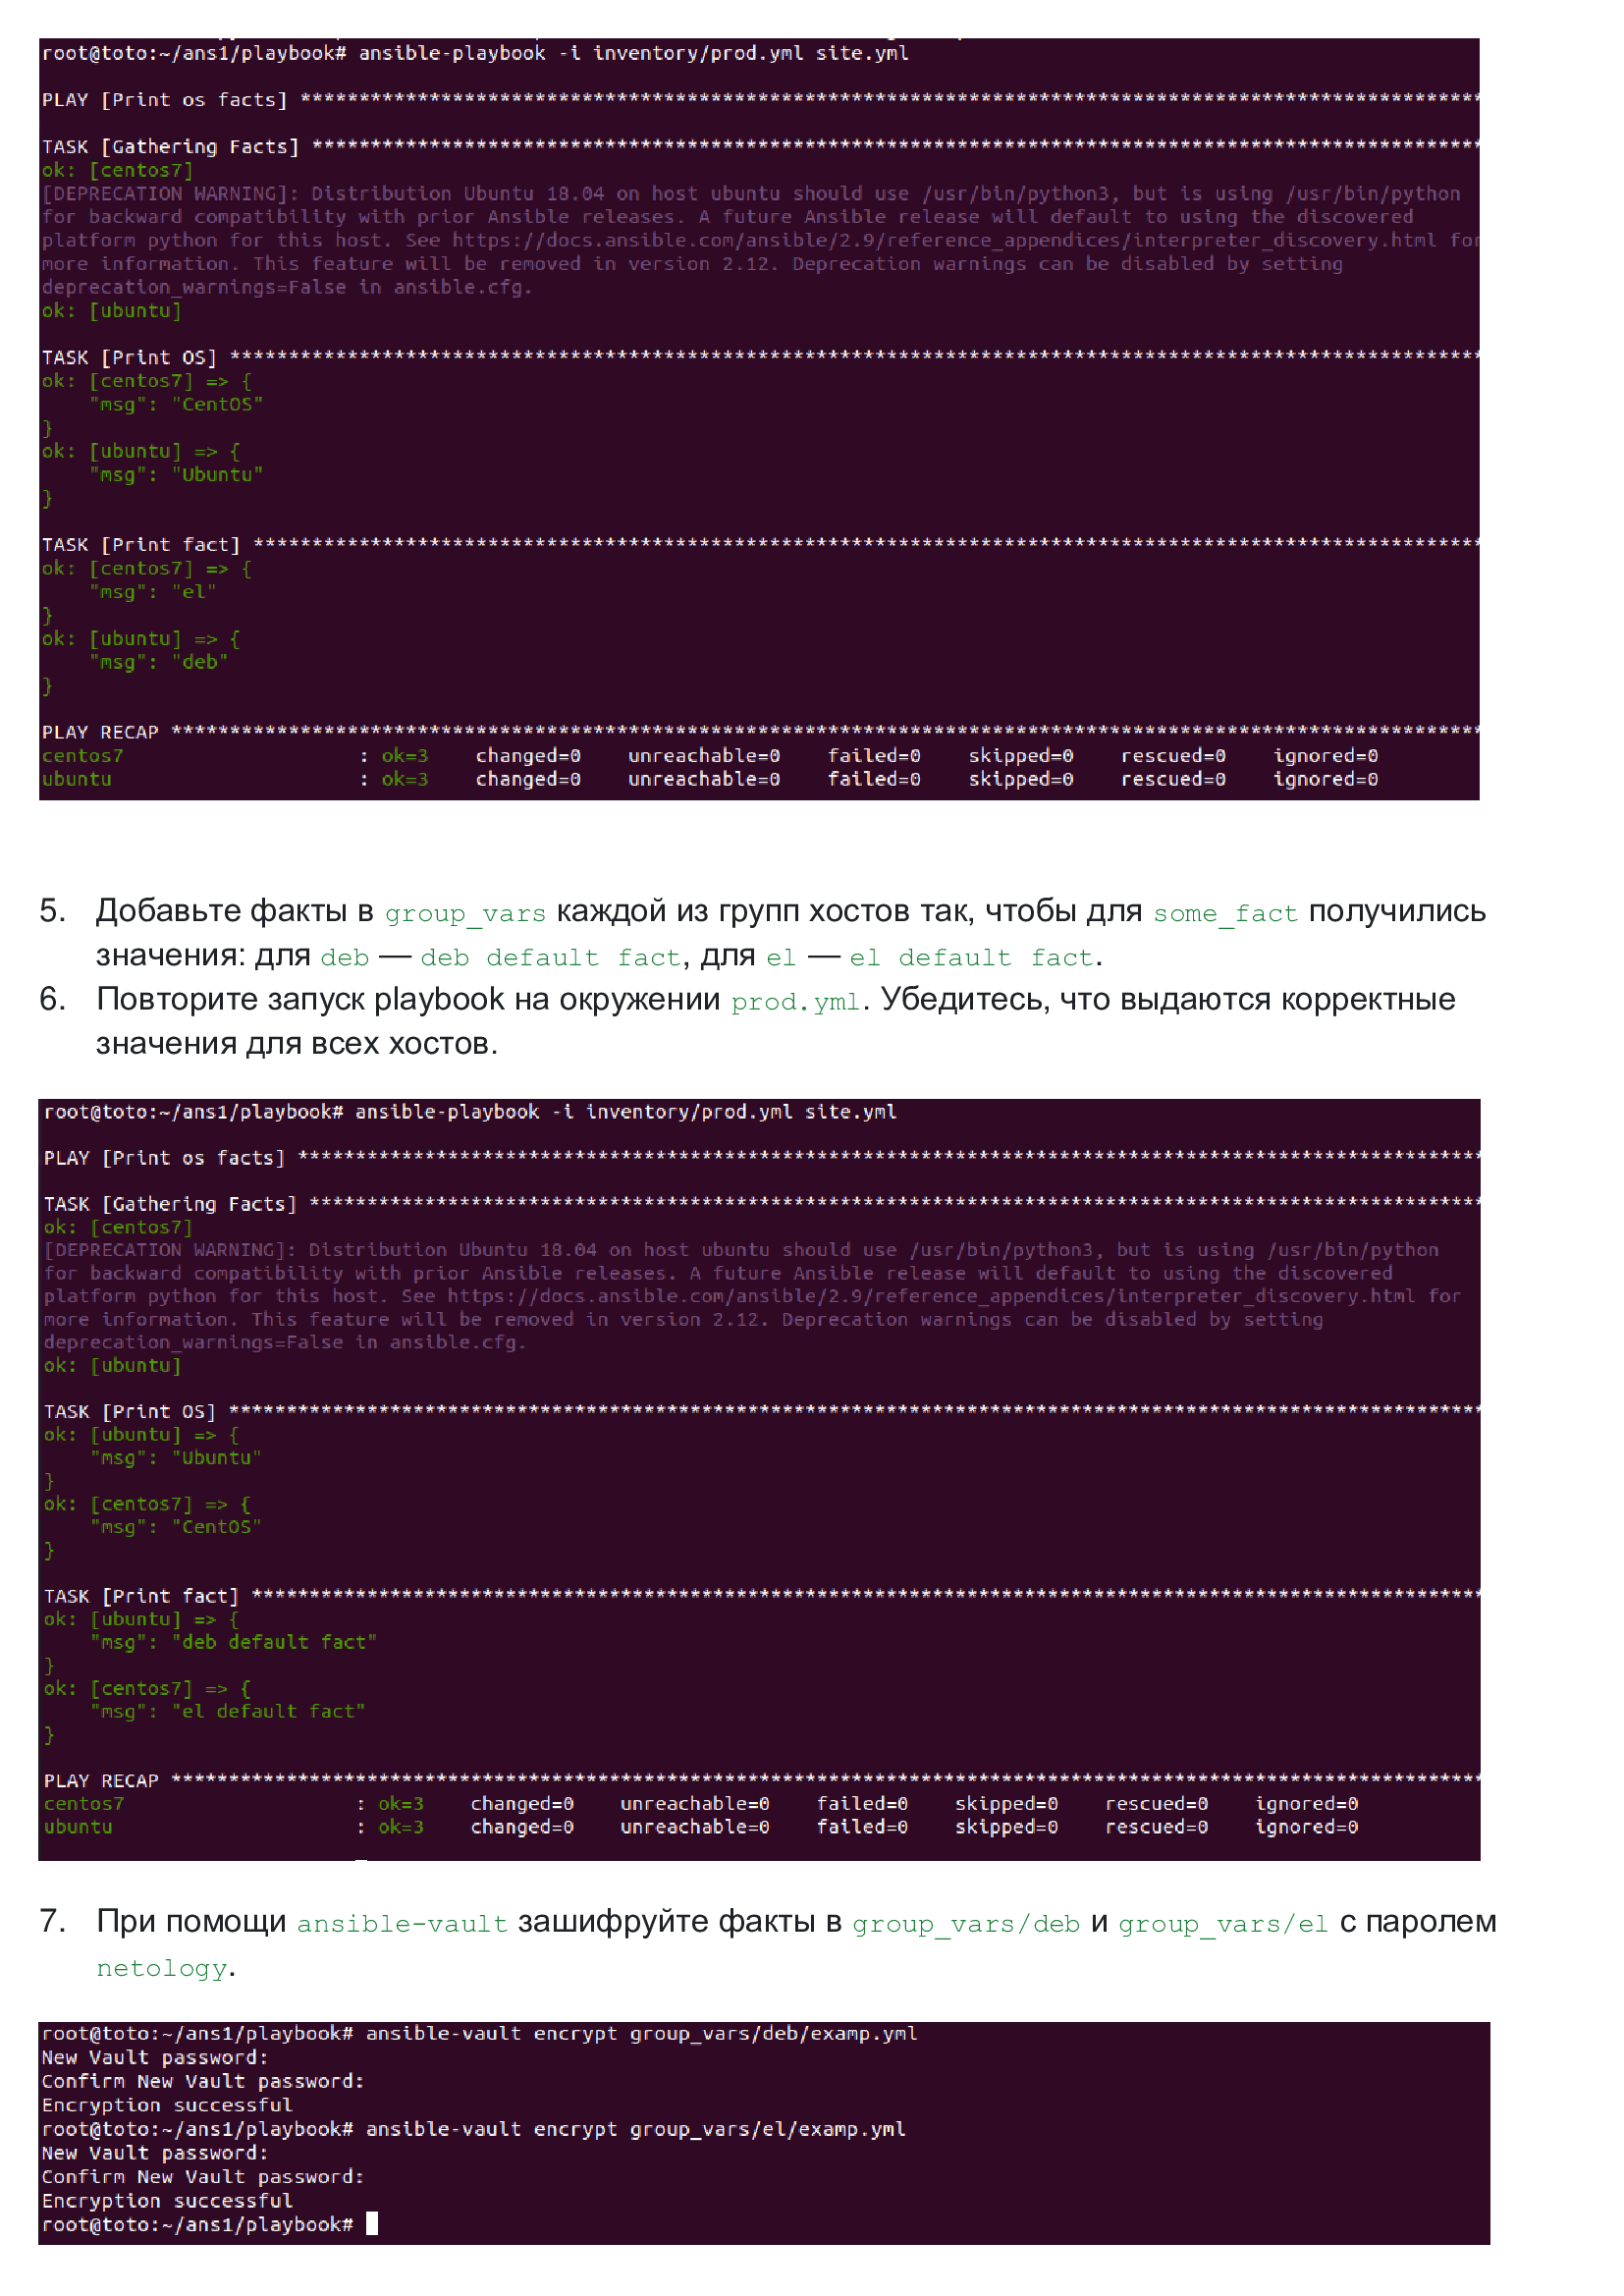 root@toto:~/ans1/playbook# ansible-playbook -i inventory/prod.yml site.yml
PLAY [Print os facts] *****************************************************************************************************
TASK [Gathering Facts] ****************************************************************************************************
ok: [centos7]
[DEPRECATION WARNING]: Distribution Ubuntu 18.04 on host ubuntu should use /usr/bin/python3, but is using /usr/bin/python
for backward compatibility with prior Ansible releases. A future Ansible release will default to using the discovered
platform python for this host. See https://docs.ansible.com/ansible/2.9/reference_appendices/interpreter_discovery.html for
more information. This feature will be removed in version 2.12. Deprecation warnings can be disabled by setting
deprecation_warnings=False in ansible.cfg.
ok: [ubuntu]
TASK [Print OS] ***********************************************************************************************************
ok: [centos7] => {
"msg": "CentOS"
}
ok: [ubuntu] => {
"msg": "Ubuntu"
}
TASK [Print fact] *********************************************************************************************************
ok: [centos7] => {
"msg": "el"
}
ok: [ubuntu] => {
"msg": "deb"
}
PLAY RECAP ****************************************************************************************************************
centos7 : ok=3 changed=0 unreachable=0 failed=0 skipped=0 rescued=0 ignored=0
ubuntu : ok=3 changed=0 unreachable=0 failed=0 skipped=0 rescued=0 ignored=0
5. Добавьте факты в group_vars каждой из групп хостов так, чтобы для some_fact получились
значения: для deb — deb default fact, для el — el default fact.
6. Повторите запуск playbook на окружении prod.yml. Убедитесь, что выдаются корректные
значения для всех хостов.
root@toto:~/ans1/playbook# ansible-playbook -i inventory/prod.yml site.yml
PLAY [Print os facts] *******************************************************************************************************
TASK [Gathering Facts] ******************************************************************************************************
ok: [centos7]
[DEPRECATION WARNING]: Distribution Ubuntu 18.04 on host ubuntu should use /usr/bin/python3, but is using /usr/bin/python
for backward compatibility with prior Ansible releases. A future Ansible release will default to using the discovered
platform python for this host. See https://docs.ansible.com/ansible/2.9/reference_appendices/interpreter_discovery.html for
more information. This feature will be removed in version 2.12. Deprecation warnings can be disabled by setting
deprecation_warnings=False in ansible.cfg.
ok: [ubuntu]
TASK [Print OS] *************************************************************************************************************
ok: [ubuntu] => {
"msg": "Ubuntu"
}
ok: [centos7] => {
"msg": "CentOS"
}
TASK [Print fact] ***********************************************************************************************************
ok: [ubuntu] => {
"msg": "deb default fact"
}
ok: [centos7] => {
"msg": "el default fact"
}
PLAY RECAP ******************************************************************************************************************
centos7 : ok=3 changed=0 unreachable=0 failed=0 skipped=0 rescued=0 ignored=0
ubuntu : ok=3 changed=0 unreachable=0 failed=0 skipped=0 rescued=0 ignored=0
7. При помощи ansible-vault зашифруйте факты в group_vars/deb и group_vars/el с паролем
netology.
root@toto:~/ans1/playbook# ansible-vault encrypt group_vars/deb/examp.yml
New Vault password:
Confirm New Vault password:
Encryption successful
root@toto:~/ans1/playbook# ansible-vault encrypt group_vars/el/examp.yml
New Vault password:
Confirm New Vault password:
Encryption successful
root@toto:~/ans1/playbook#